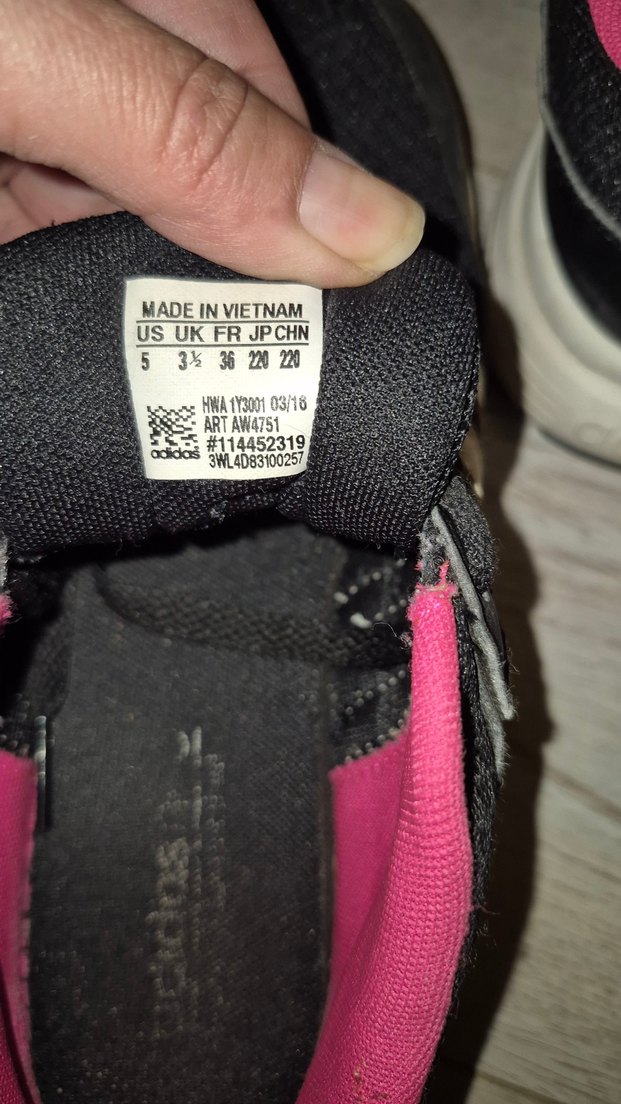 MADE IN VIETNAM
US UK FR JP CHN
5 3½ 36 220 220
HWA 1Y3001 03/18
ART AW4751
#114452319
adidas 3WL4D83100257
adidas